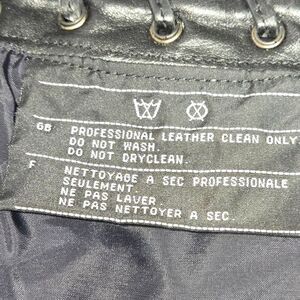 GB PROFESSIONAL LEATHER CLEAN ONLY
DO NOT WASH.
DO NOT DRYCLEAN.
F NETTOYAGE A SEC PROFESSIONALE
SEULEMENT.
NE PAS LAVER
NE PAS NETTOYER A SEC.